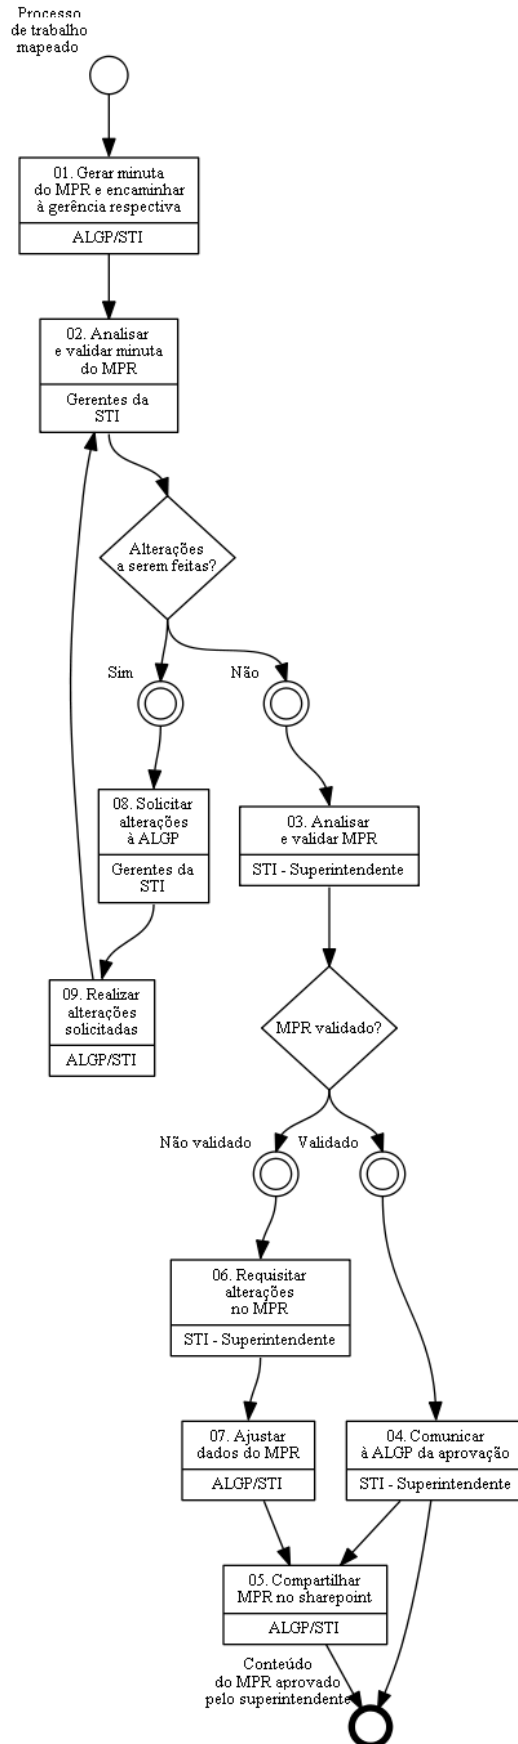 Processo
de trabalho
mapeado
01. Gerar minuta
do MPR e encaminhar
à gerência respectiva
ALGP/STI
02. Analisar
e validar minuta
do MPR
Gerentes da
STI
Alterações
a serem feitas?
Sim
Não
08. Solicitar
alterações
à ALGP
Gerentes da
STI
03. Analisar
e validar MPR
STI - Superintendente
09. Realizar
alterações
solicitadas
ALGP/STI
MPR validado?
Não validado
Validado
06. Requisitar
alterações
no MPR
STI - Superintendente
07. Ajustar
dados do MPR
ALGP/STI
04. Comunicar
à ALGP da aprovação
STI - Superintendente
05. Compartilhar
MPR no sharepoint
ALGP/STI
Conteúdo
do MPR aprovado
pelo superintendente